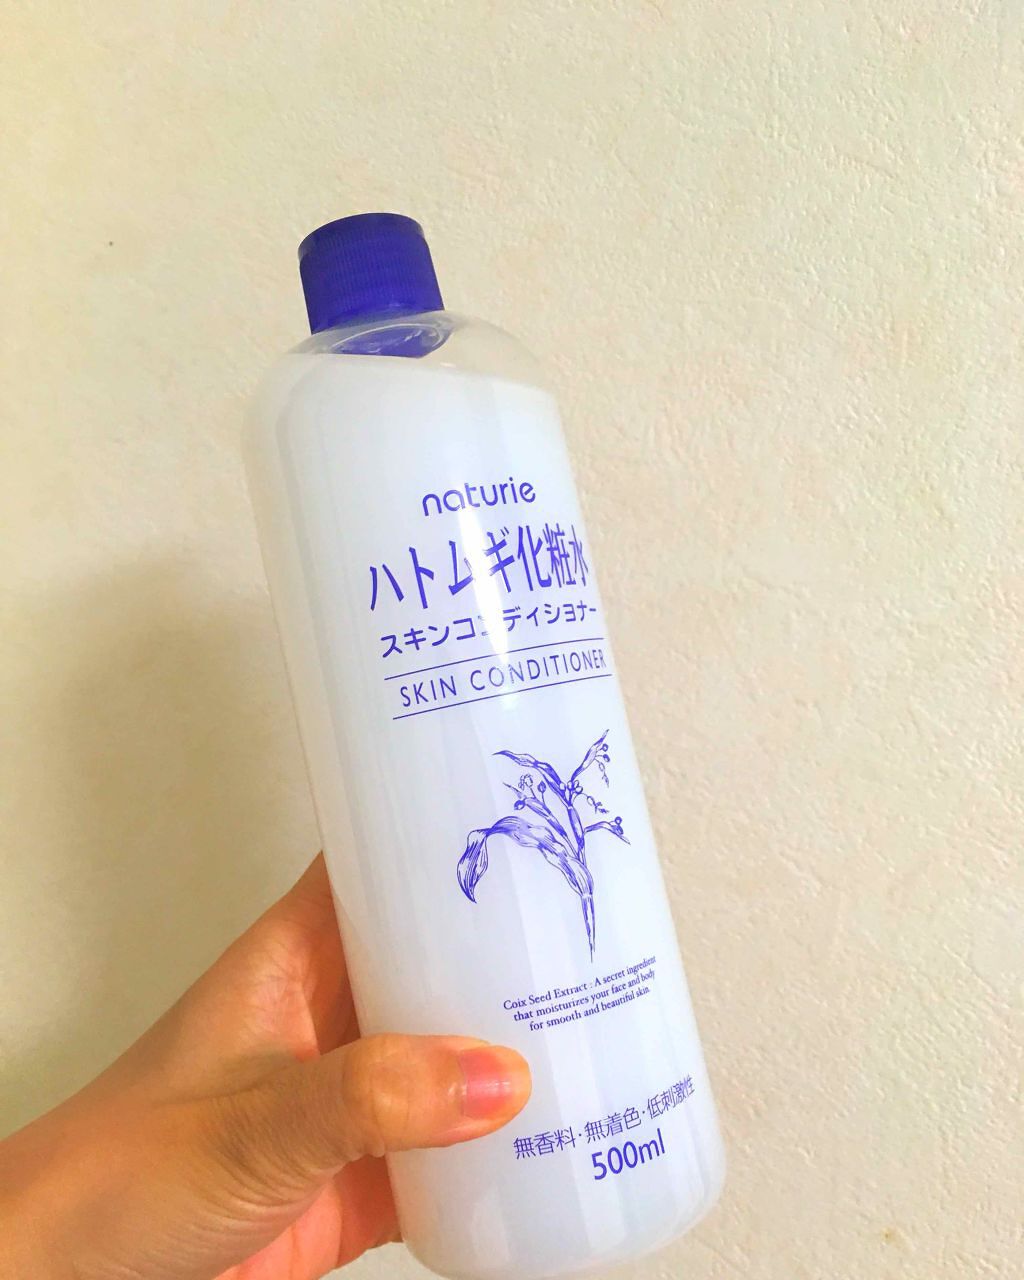 naturie
ハトムギ化粧水
スキンコンディショナー
SKIN CONDITIONER
Coix Seed Extract : A secret ingredient
that moisturizes your face and body
for smooth and beautiful skin.
無香料・無着色・低刺激性
500ml